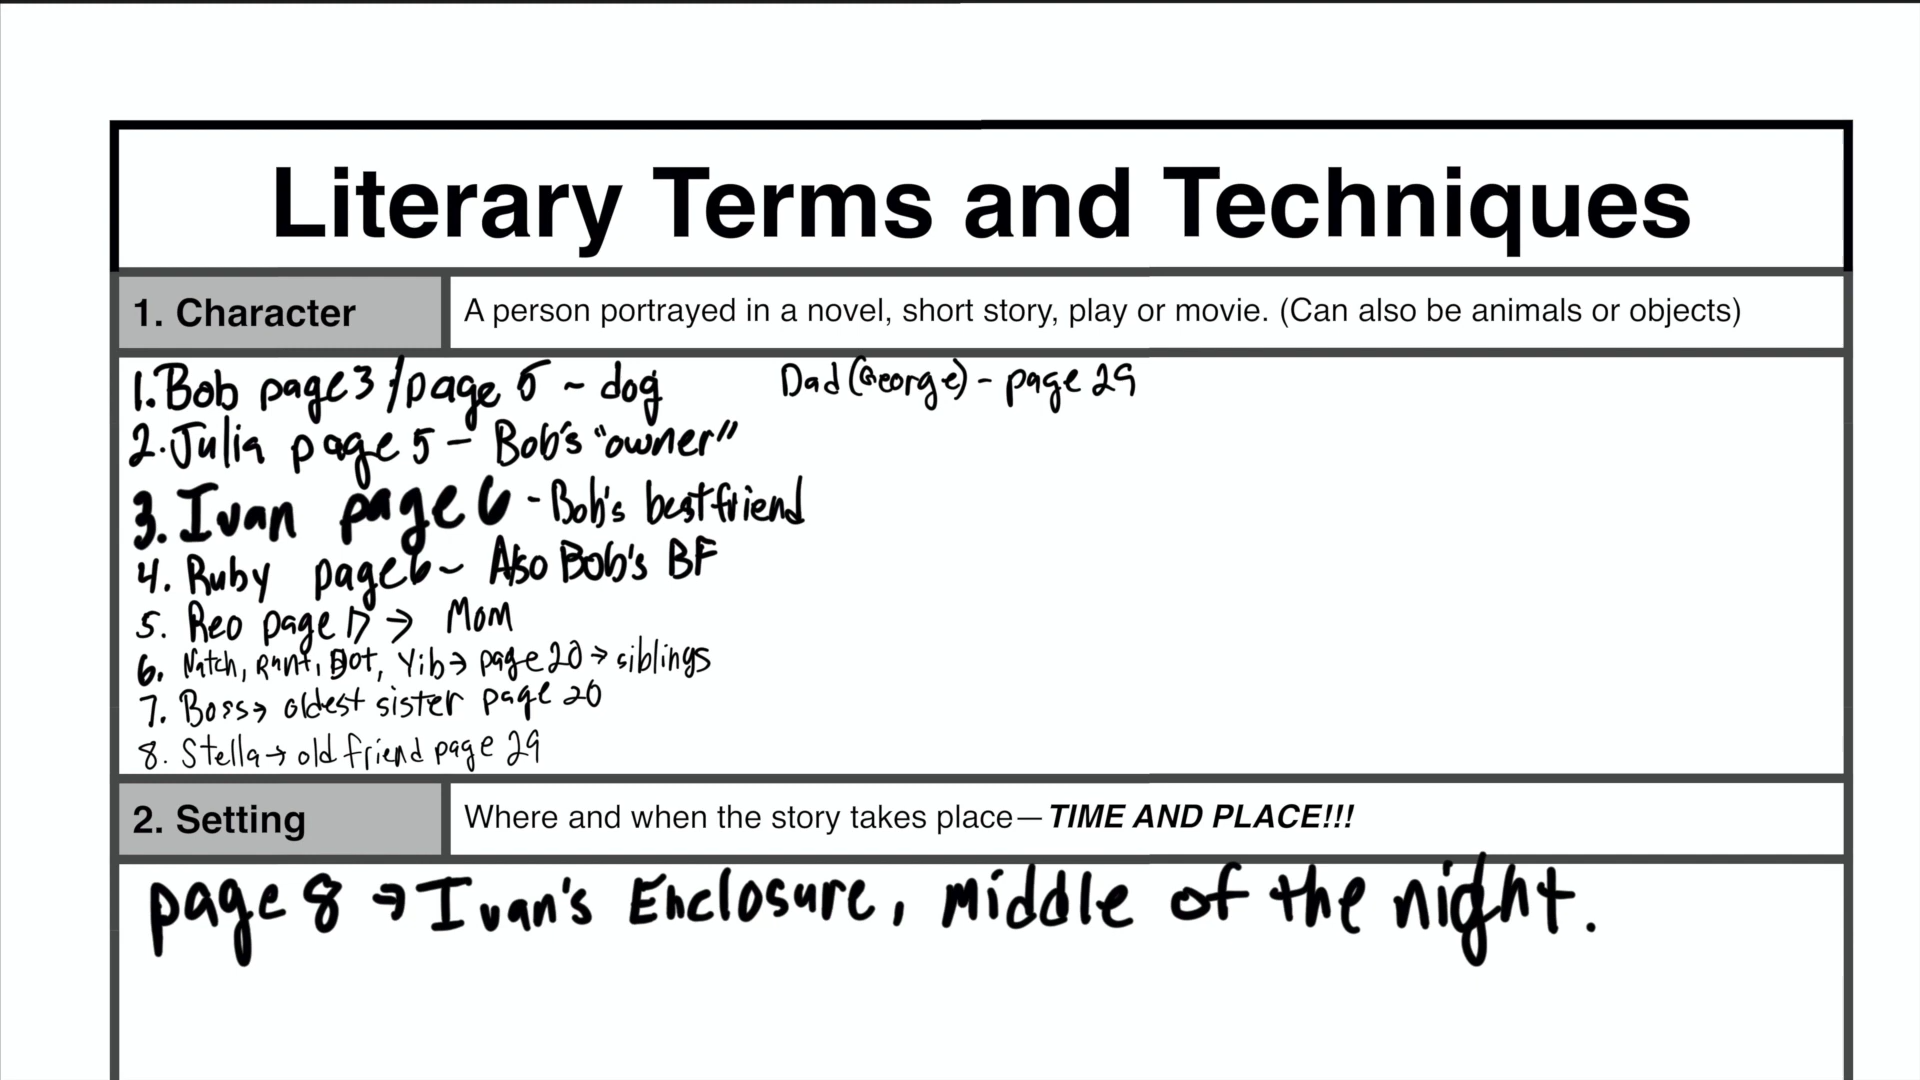 Literary Terms and Techniques
1. Character
A person portrayed in a novel, short story, play or movie. (Can also be animals or objects)
1. Bob page 3/page 5 ~ dog
Dad (George) - page 29
2. Julia page 5 - Bob's "owner"
3. Ivan page 6 - Bob's best friend
4. Ruby page 6 ~ Also Bob's BF
5. Reo page 17 → Mom
6. Natch, Runt, Dot, Yib → page 20 → siblings
7. Boss → oldest sister page 20
8. Stella → old friend page 29
2. Setting
Where and when the story takes place—TIME AND PLACE!!!
page 8 → Ivan's Enclosure, Middle of the night.